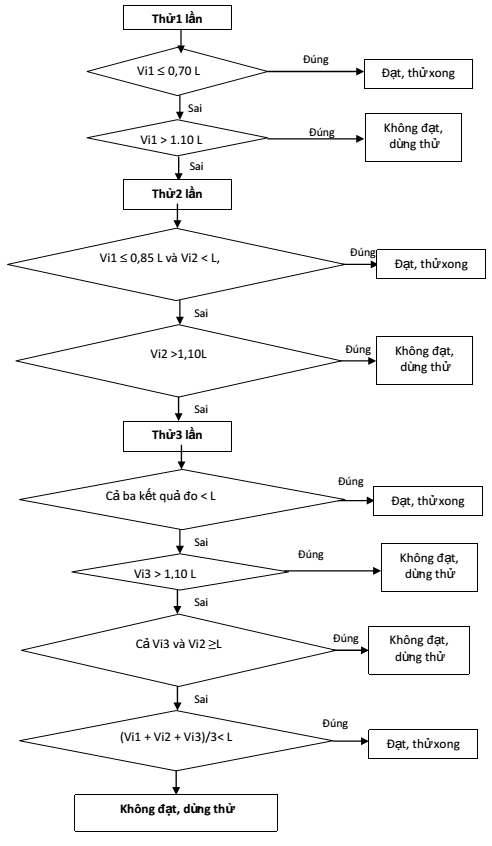 Thử 1 lần
Đúng
Vi1 ≤ 0,70 L
Đạt, thử xong
Sai
Không đạt,
dừng thử
Đúng
Vi1 > 1.10 L
Sai
Thử 2 lần
Đúng
Vi1 ≤ 0,85 L và Vi2 < L,
Đạt, thử xong
Sai
Đúng
Vi2 >1,10L
Không đạt,
dừng thử
Sai
Thử 3 lần
Đúng
Cả ba kết quả đo < L
Đạt, thử xong
Sai
Đúng
Không đạt,
dừng thử
Vi3 > 1,10 L
Sai
Đúng
Cả Vi3 và Vi2 ≥L
Không đạt,
dừng thử
Sai
Đúng
(Vi1 + Vi2 + Vi3)/3< L
Đạt, thử xong
Không đạt, dừng thử